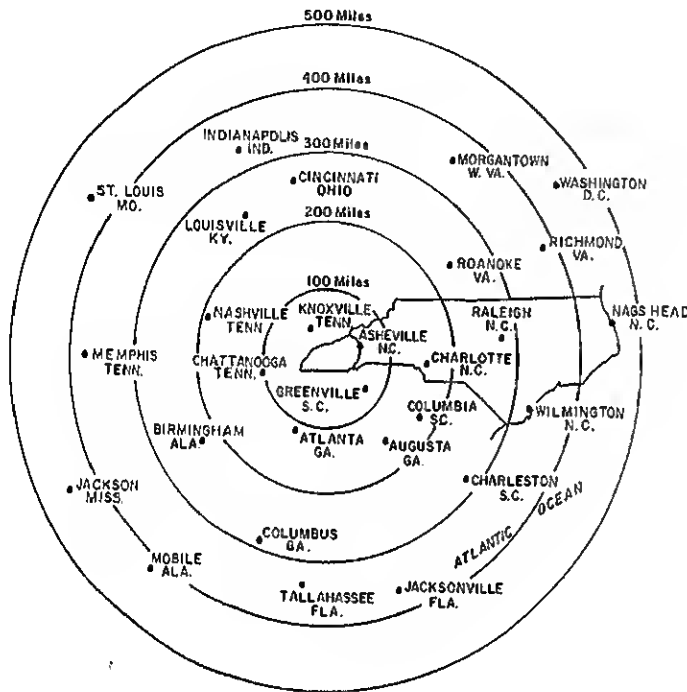 500 Miles
400 Miles
INDIANAPOLIS
IND.
300 Miles
MORGANTOWN
W. VA.
CINCINNATI
OHIO
WASHINGTON
D.C.
ST. LOUIS
MO.
200 Miles
LOUISVILLE
KY.
RICHMOND
VA.
ROANOKE
VA.
100 Miles
NASHVILLE
TENN
KNOXVILLE
TENN.
RALEIGH
N.C.
NAGS HEAD
N.C.
ASHEVILLE
N.C.
MEMPHIS
TENN.
CHATTANOOGA
TENN.
CHARLOTTE
N.C.
GREENVILLE
S.C.
COLUMBIA
SC.
WILMINGTON
N.C.
BIRMINGHAM
ALA.
ATLANTA
GA.
AUGUSTA
GA.
JACKSON
MISS.
CHARLESTON
S.C.
ATLANTIC OCEAN
COLUMBUS
GA.
MOBILE
ALA.
TALLAHASSEE
FLA.
JACKSONVILLE
FLA.